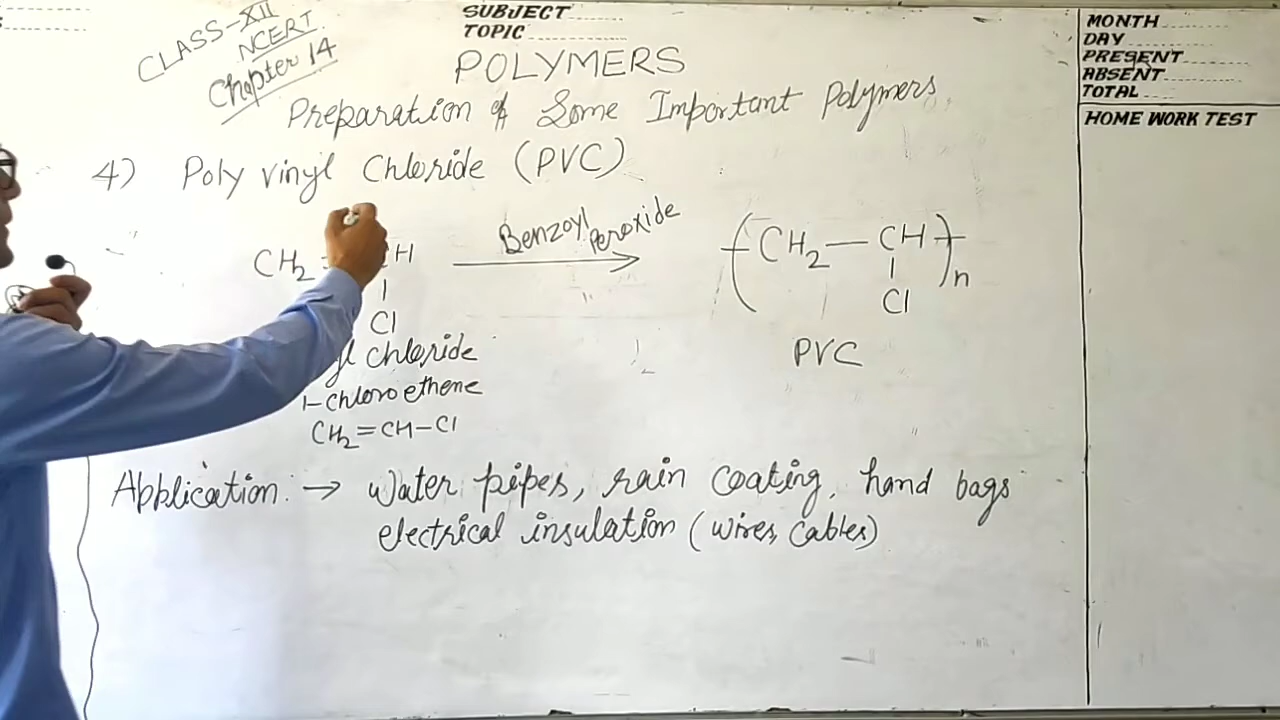 CLASS-XII
NCERT
Chapter 14
SUBJECT
TOPIC
POLYMERS
Preparation of Some Important Polymers
4) Poly vinyl Chloride (PVC)
CH2 CH
Cl
Benzoyl Peroxide
( CH2 — CH )n
Cl
PVC
chloride
1-chloroethene
CH2=CH-Cl
Application: → Water pipes, rain coating, hand bags
electrical insulation (wires, cables)
MONTH
DAY
PRESENT
ABSENT
TOTAL
HOME WORK TEST